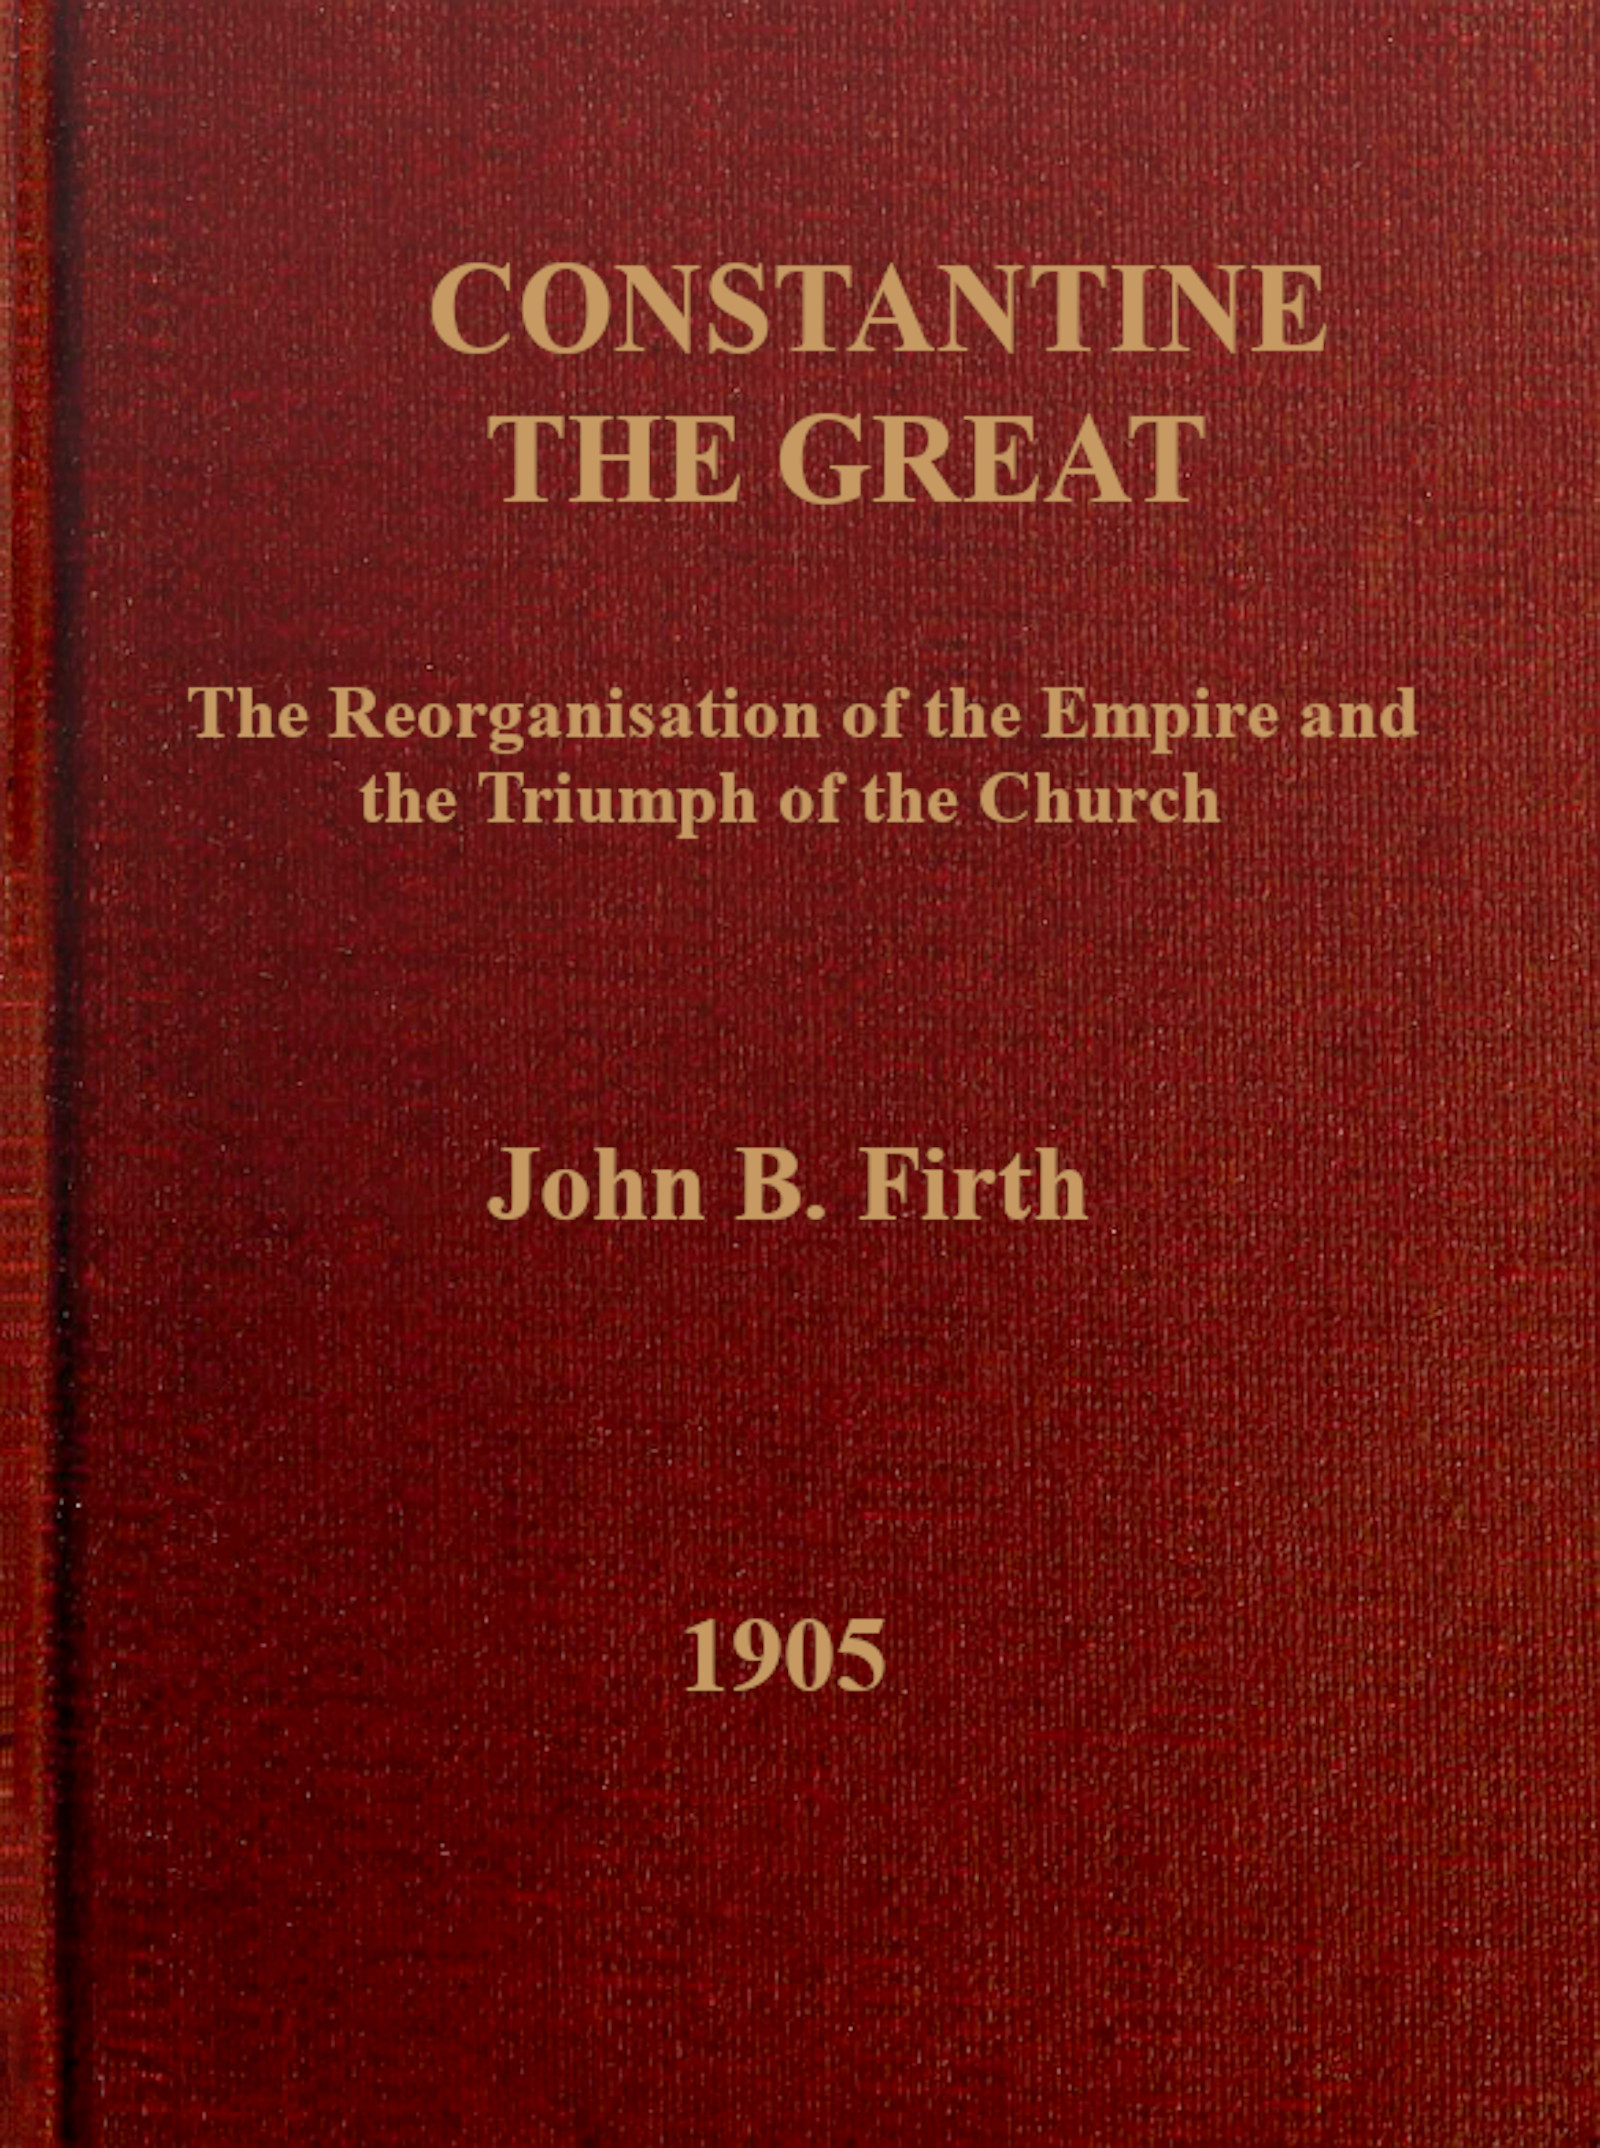 CONSTANTINE
THE GREAT
The Reorganisation of the Empire and
the Triumph of the Church
John B. Firth
1905